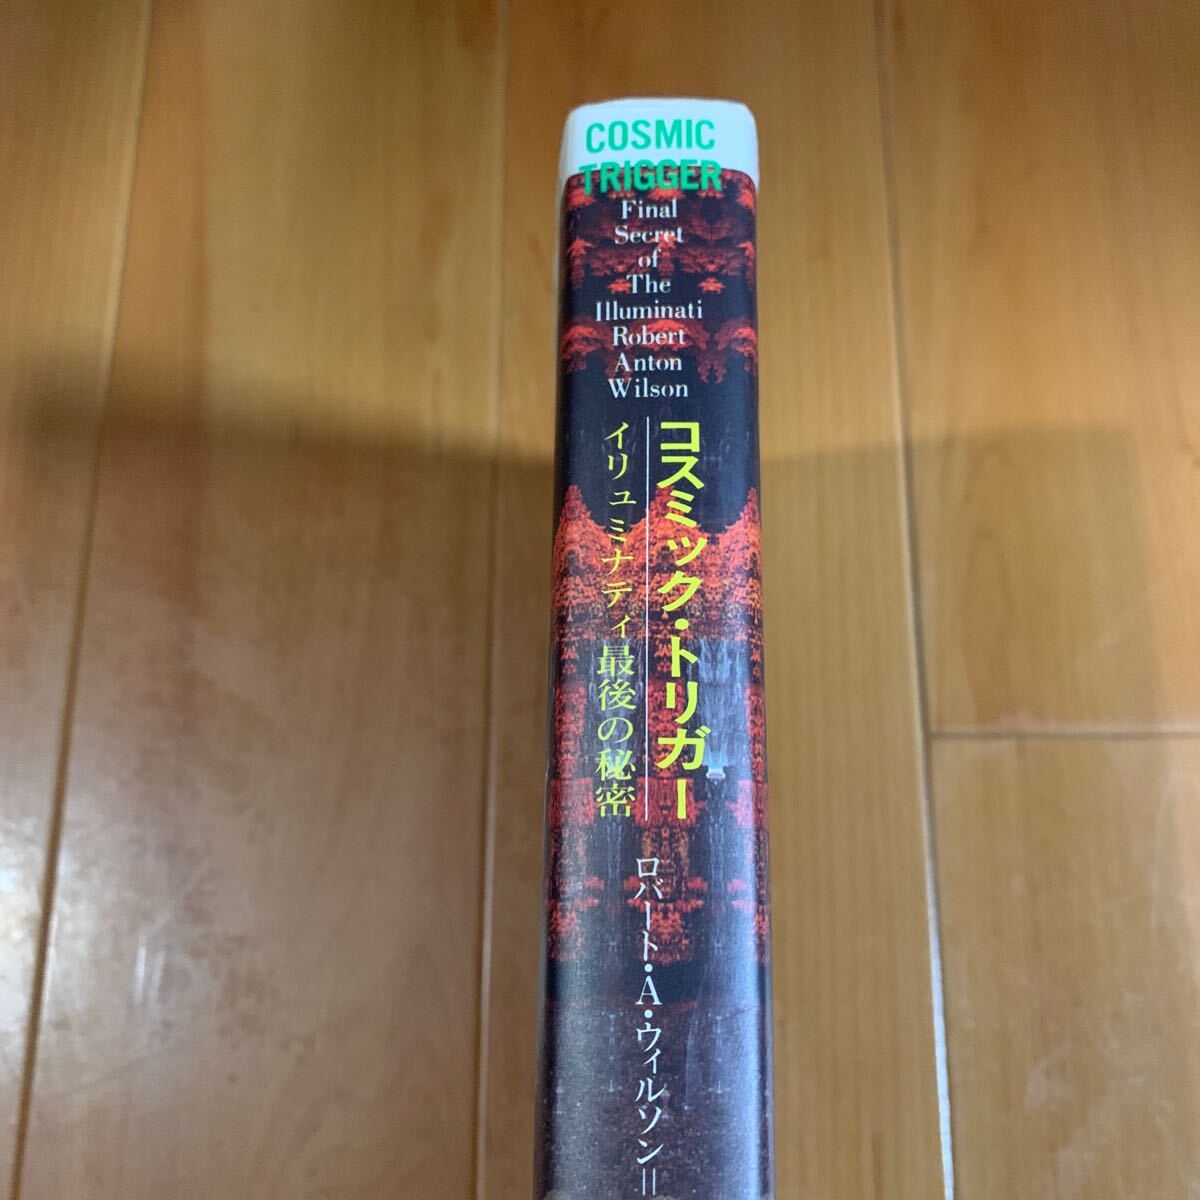 COSMIC
TRIGGER
Final
Secret
of
The
Illuminati
Robert
Anton
Wilson
コスミック・トリガー
イリュミナティ最後の秘密
ロバート・A・ウィルソン＝